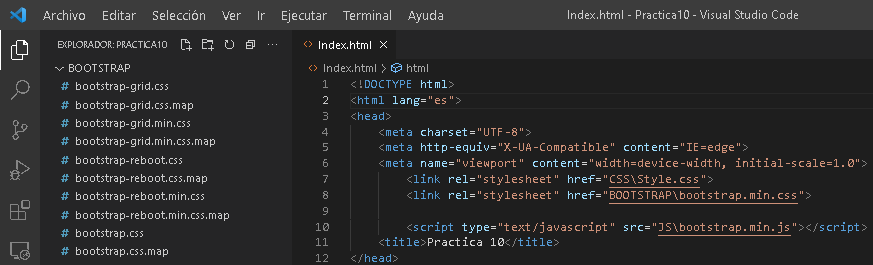 Archivo Editar Selección Ver Ir Ejecutar Terminal Ayuda Index.html - Practica10 - Visual Studio Code
EXPLORADOR: PRACTICA10 ···
BOOTSTRAP
# bootstrap-grid.css
# bootstrap-grid.css.map
# bootstrap-grid.min.css
# bootstrap-grid.min.css.map
# bootstrap-reboot.css
# bootstrap-reboot.css.map
# bootstrap-reboot.min.css
# bootstrap-reboot.min.css.map
# bootstrap.css
# bootstrap.css.map
<> Index.html ×
<> Index.html > html
1 <!DOCTYPE html>
2 <html lang="es">
3 <head>
4 <meta charset="UTF-8">
5 <meta http-equiv="X-UA-Compatible" content="IE=edge">
6 <meta name="viewport" content="width=device-width, initial-scale=1.0">
7 <link rel="stylesheet" href="CSS\Style.css">
8 <link rel="stylesheet" href="BOOTSTRAP\bootstrap.min.css">
9
10 <script type="text/javascript" src="JS\bootstrap.min.js"></script>
11 <title>Practica 10</title>
12 </head>